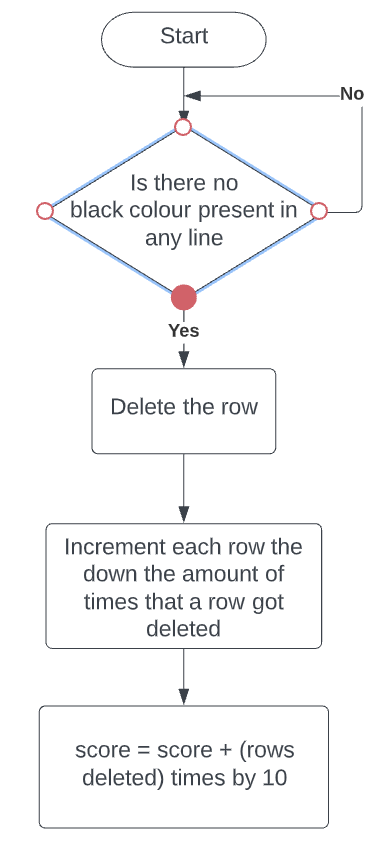 Start
No
Is there no
black colour present in
any line
Yes
Delete the row
Increment each row the
down the amount of
times that a row got
deleted
score = score + (rows
deleted) times by 10